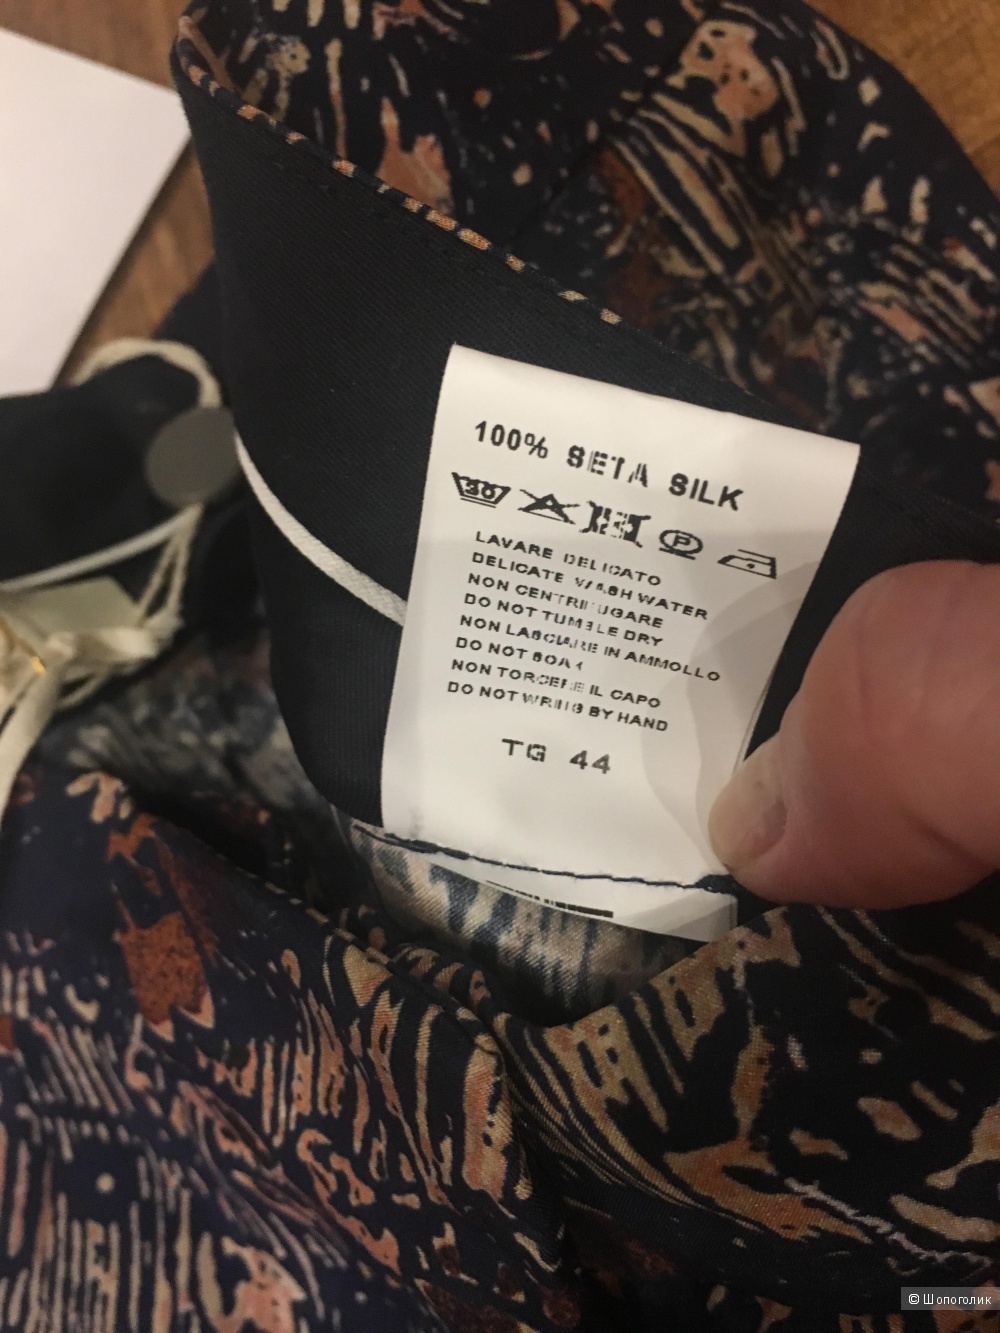 100% SETA SILK
30 P
LAVARE DELICATO
DELICATE WASH WATER
NON CENTRIFUGARE
DO NOT TUMBLE DRY
NON LASCIARE IN AMMOLLO
DO NOT SOAK
NON TORCERE IL CAPO
DO NOT WRING BY HAND
TG 44
© Шопоголик